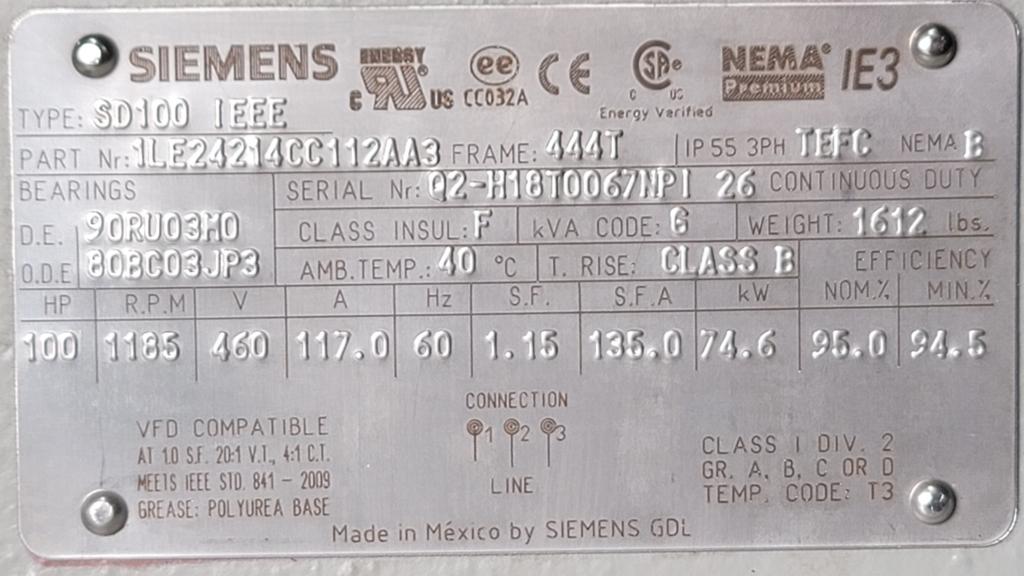 SIEMENS ENERGY c UR US ee CC032A CE SA c US Energy Verified NEMA Premium IE3
TYPE: SD100 IEEE
PART Nr: 1LE24214CC112AA3 FRAME: 444T IP 55 3PH TEFC NEMA B
BEARINGS SERIAL Nr: Q2-H18T0067NP1 26 CONTINUOUS DUTY
D.E. 90RU03M0 CLASS INSUL: F kVA CODE: G WEIGHT: 1612 lbs.
O.D.E 80BC03JP3 AMB.TEMP.: 40 °C T. RISE: CLASS B EFFICIENCY
HP R.P.M V A Hz S.F. S.F.A kW NOM.% MIN.%
100 1185 460 117.0 60 1.15 135.0 74.6 95.0 94.5
VFD COMPATIBLE
AT 1.0 S.F. 20:1 V.T., 4:1 C.T.
MEETS IEEE STD. 841 - 2009
GREASE: POLYUREA BASE
CONNECTION
1 2 3
LINE
CLASS I DIV. 2
GR. A, B, C OR D
TEMP. CODE: T3
Made in México by SIEMENS GDL